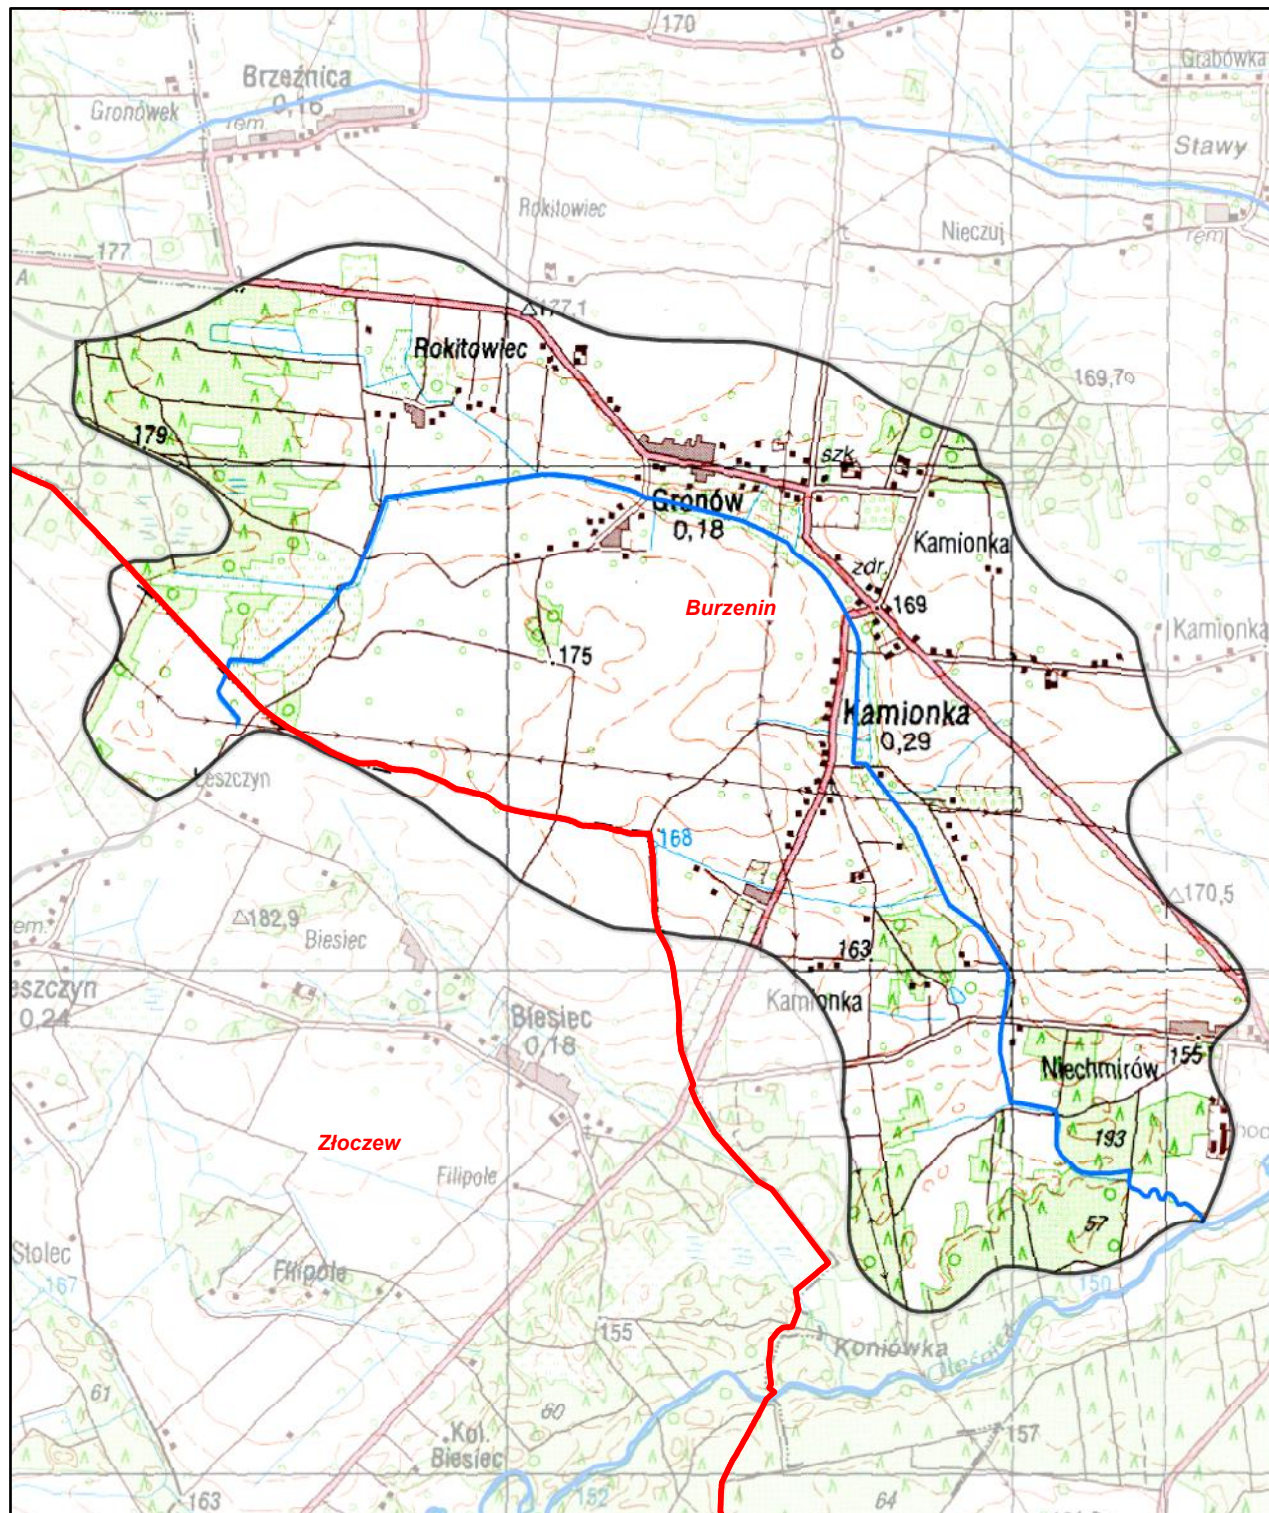 170
Grabówka
Brzeźnica
0,16
Gronówek
rem.
Stawy
Rokitowiec
Nieczuj
rem.
177
A
177,1
Rokitowiec
169,7
179
szk.
Gronów
0,18
Kamionka
zdr.
Burzenin
169
Kamionka
175
Kamionka
0,29
Leszczyn
168
170,5
182,9
Biesiec
163
Kamionka
0,24
Biesiec
0,18
Niechmirów
155
193
Złoczew
Filipole
57
Stolec
167
Filipole
150
155
Koniówka
Oleśnica
61
60
Kol.
Biesiec
157
163
152
64